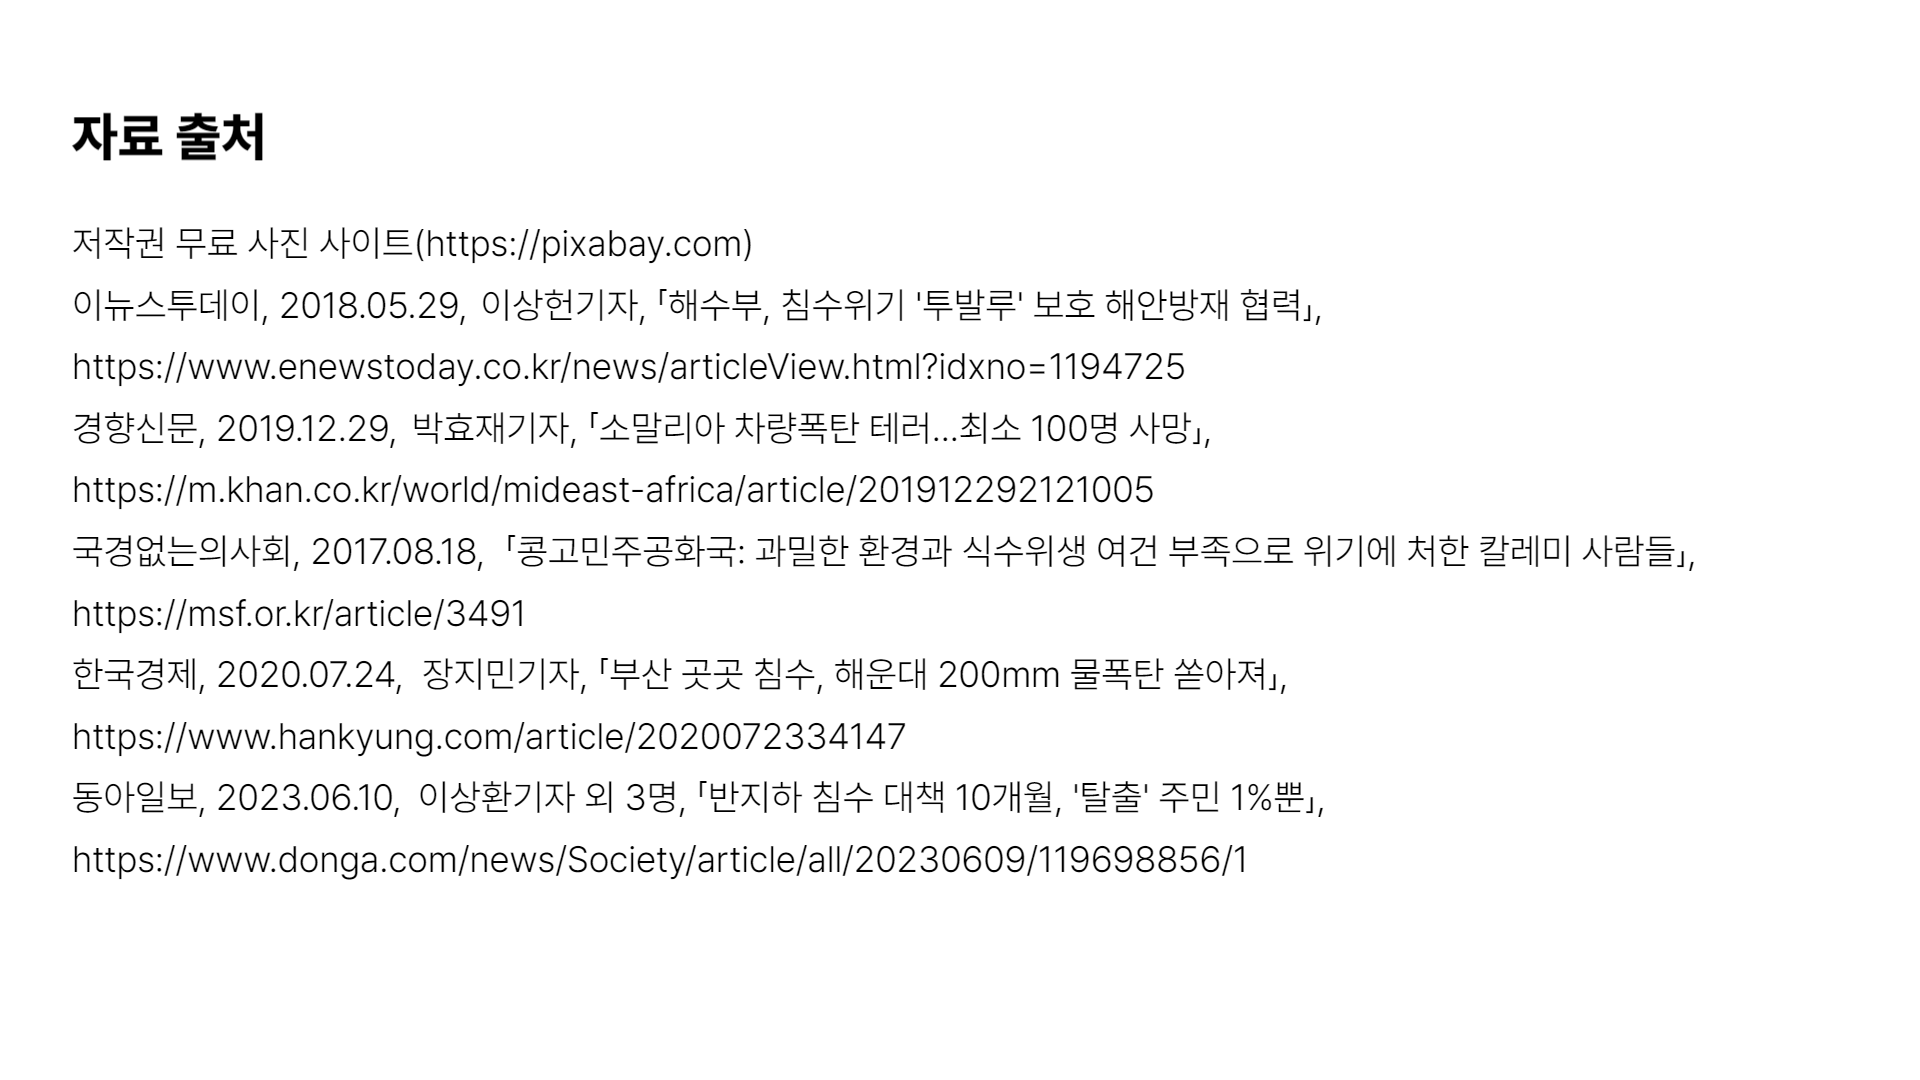 자료 출처
저작권 무료 사진 사이트(https://pixabay.com)
이뉴스투데이, 2018.05.29, 이상헌기자, ｢해수부, 침수위기 '투발루' 보호 해안방재 협력｣,
https://www.enewstoday.co.kr/news/articleView.html?idxno=1194725
경향신문, 2019.12.29, 박효재기자, ｢소말리아 차량폭탄 테러...최소 100명 사망｣,
https://m.khan.co.kr/world/mideast-africa/article/201912292121005
국경없는의사회, 2017.08.18, ｢콩고민주공화국: 과밀한 환경과 식수위생 여건 부족으로 위기에 처한 칼레미 사람들｣,
https://msf.or.kr/article/3491
한국경제, 2020.07.24, 장지민기자, ｢부산 곳곳 침수, 해운대 200mm 물폭탄 쏟아져｣,
https://www.hankyung.com/article/2020072334147
동아일보, 2023.06.10, 이상환기자 외 3명, ｢반지하 침수 대책 10개월, '탈출' 주민 1%뿐｣,
https://www.donga.com/news/Society/article/all/20230609/119698856/1